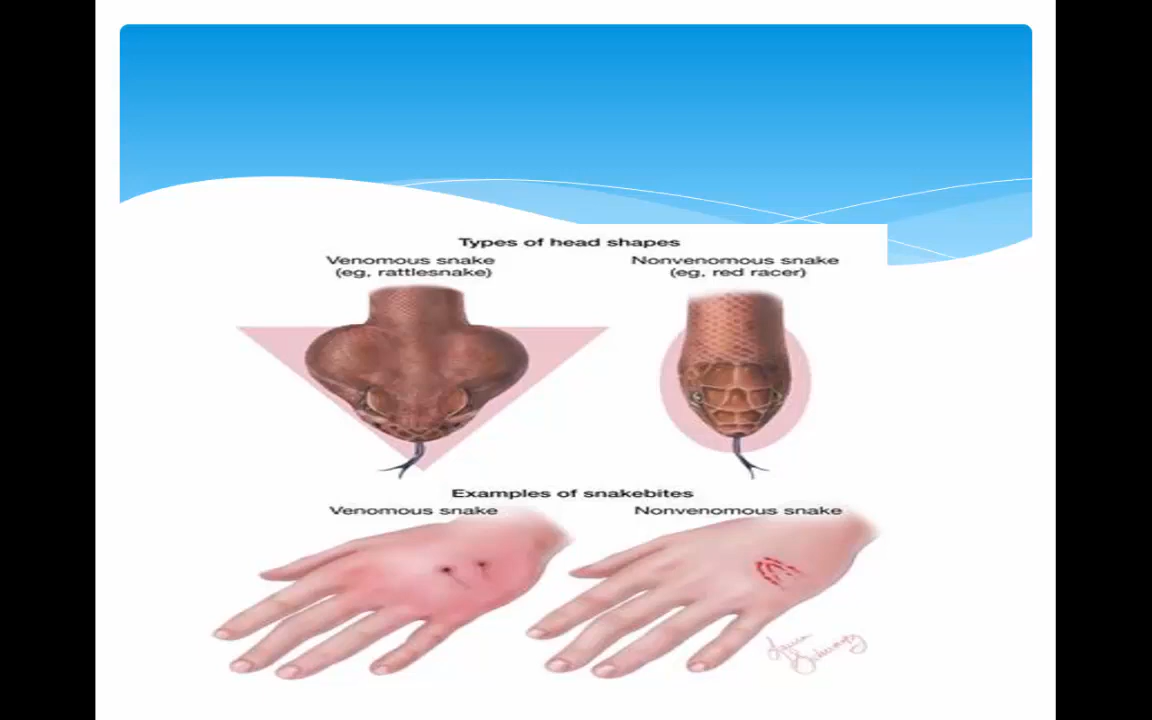 Types of head shapes
Venomous snake
(eg, rattlesnake)
Nonvenomous snake
(eg, red racer)
Examples of snakebites
Venomous snake
Nonvenomous snake